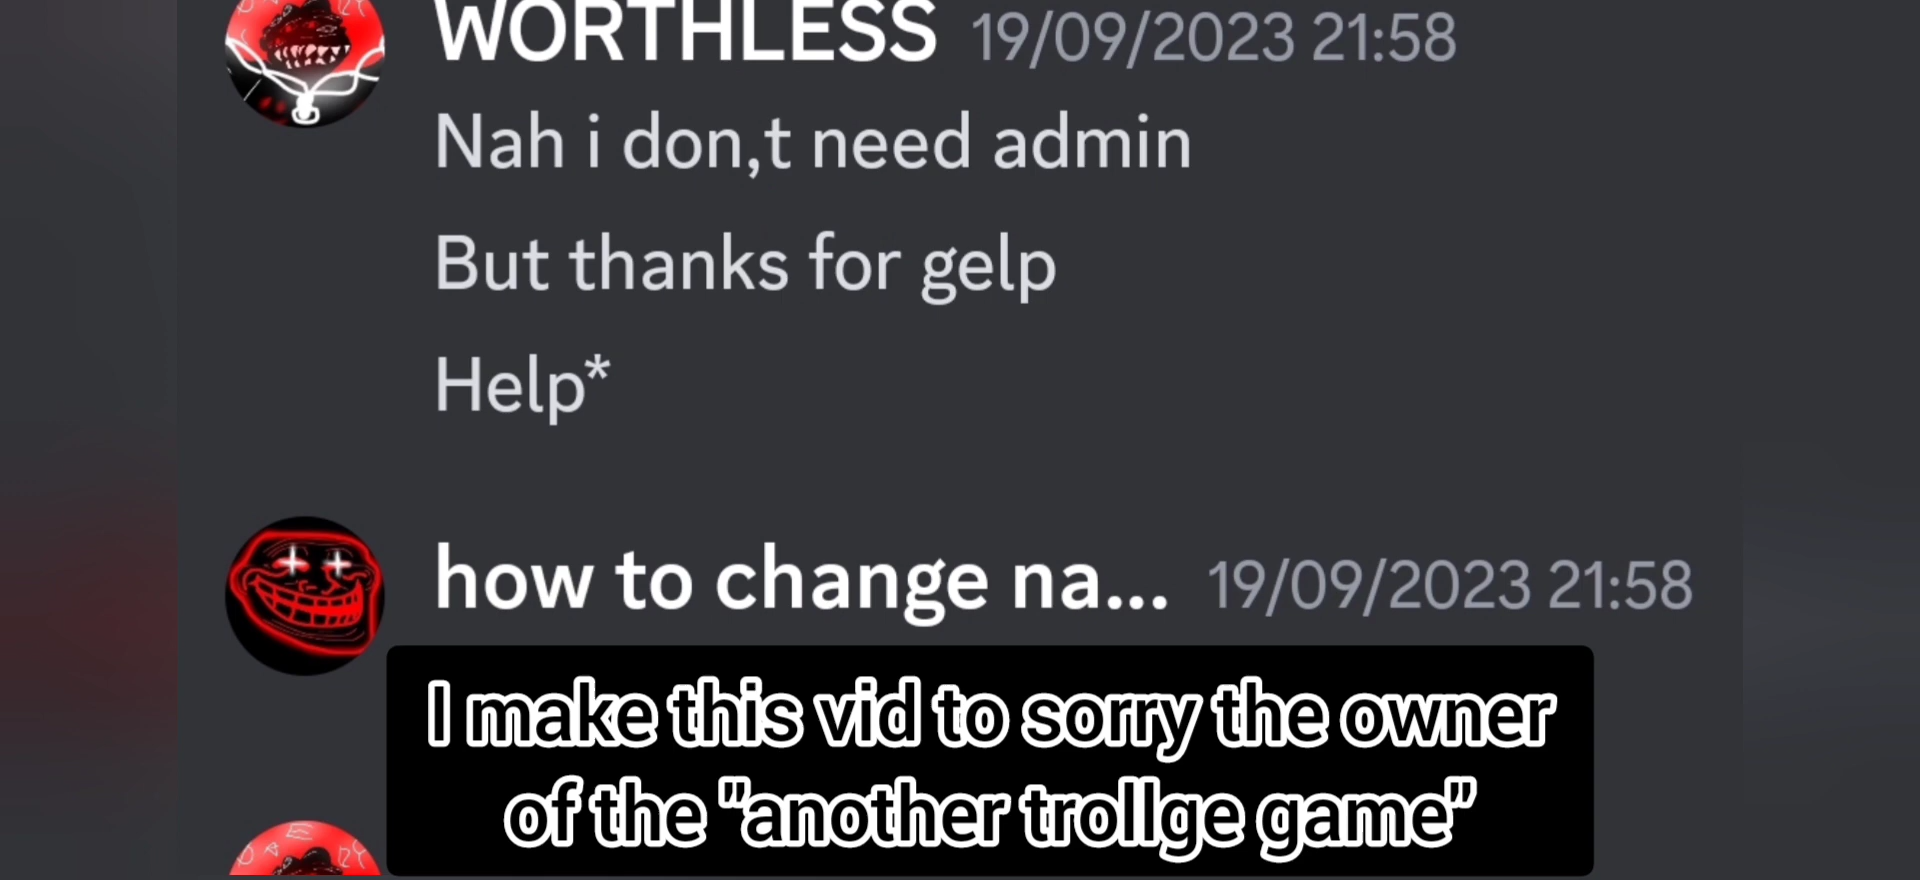 WORTHLESS 19/09/2023 21:58
Nah i don,t need admin
But thanks for gelp
Help*
how to change na... 19/09/2023 21:58
I make this vid to sorry the owner
of the "another trollge game"